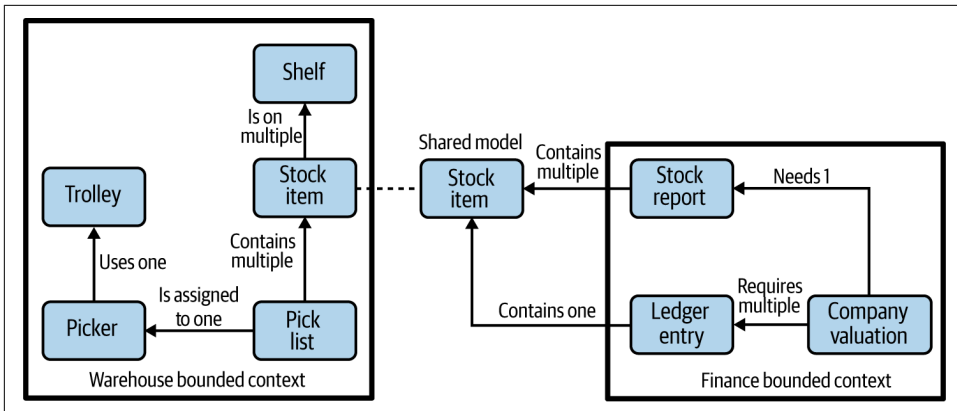 Shelf
Is on
multiple
Stock
item
Trolley
Contains
multiple
Uses one
Is assigned
to one
Picker
Pick
list
Warehouse bounded context
Shared model
Stock
item
Contains
multiple
Stock
report
Needs 1
Contains one
Ledger
entry
Requires
multiple
Company
valuation
Finance bounded context